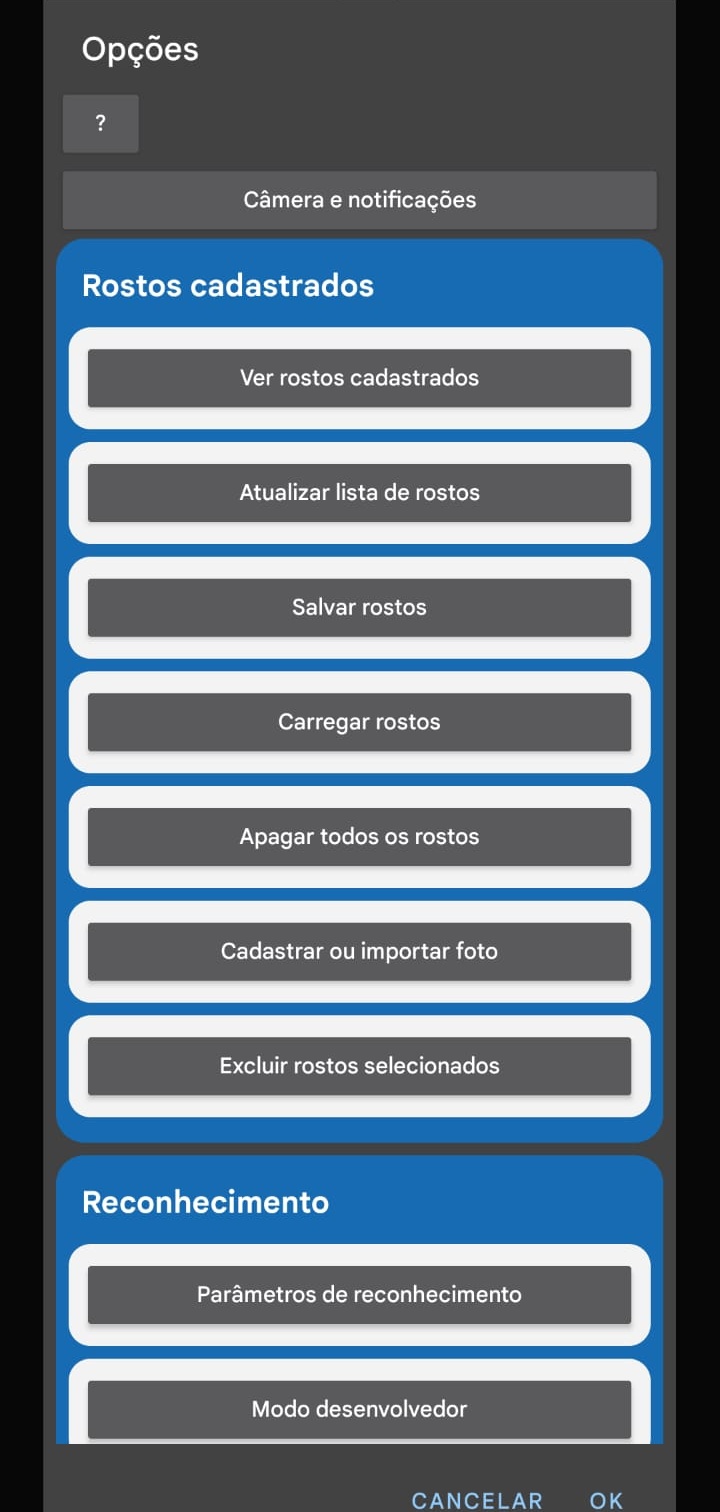 Opções
?
Câmera e notificações
Rostos cadastrados
Ver rostos cadastrados
Atualizar lista de rostos
Salvar rostos
Carregar rostos
Apagar todos os rostos
Cadastrar ou importar foto
Excluir rostos selecionados
Reconhecimento
Parâmetros de reconhecimento
Modo desenvolvedor
CANCELAR OK